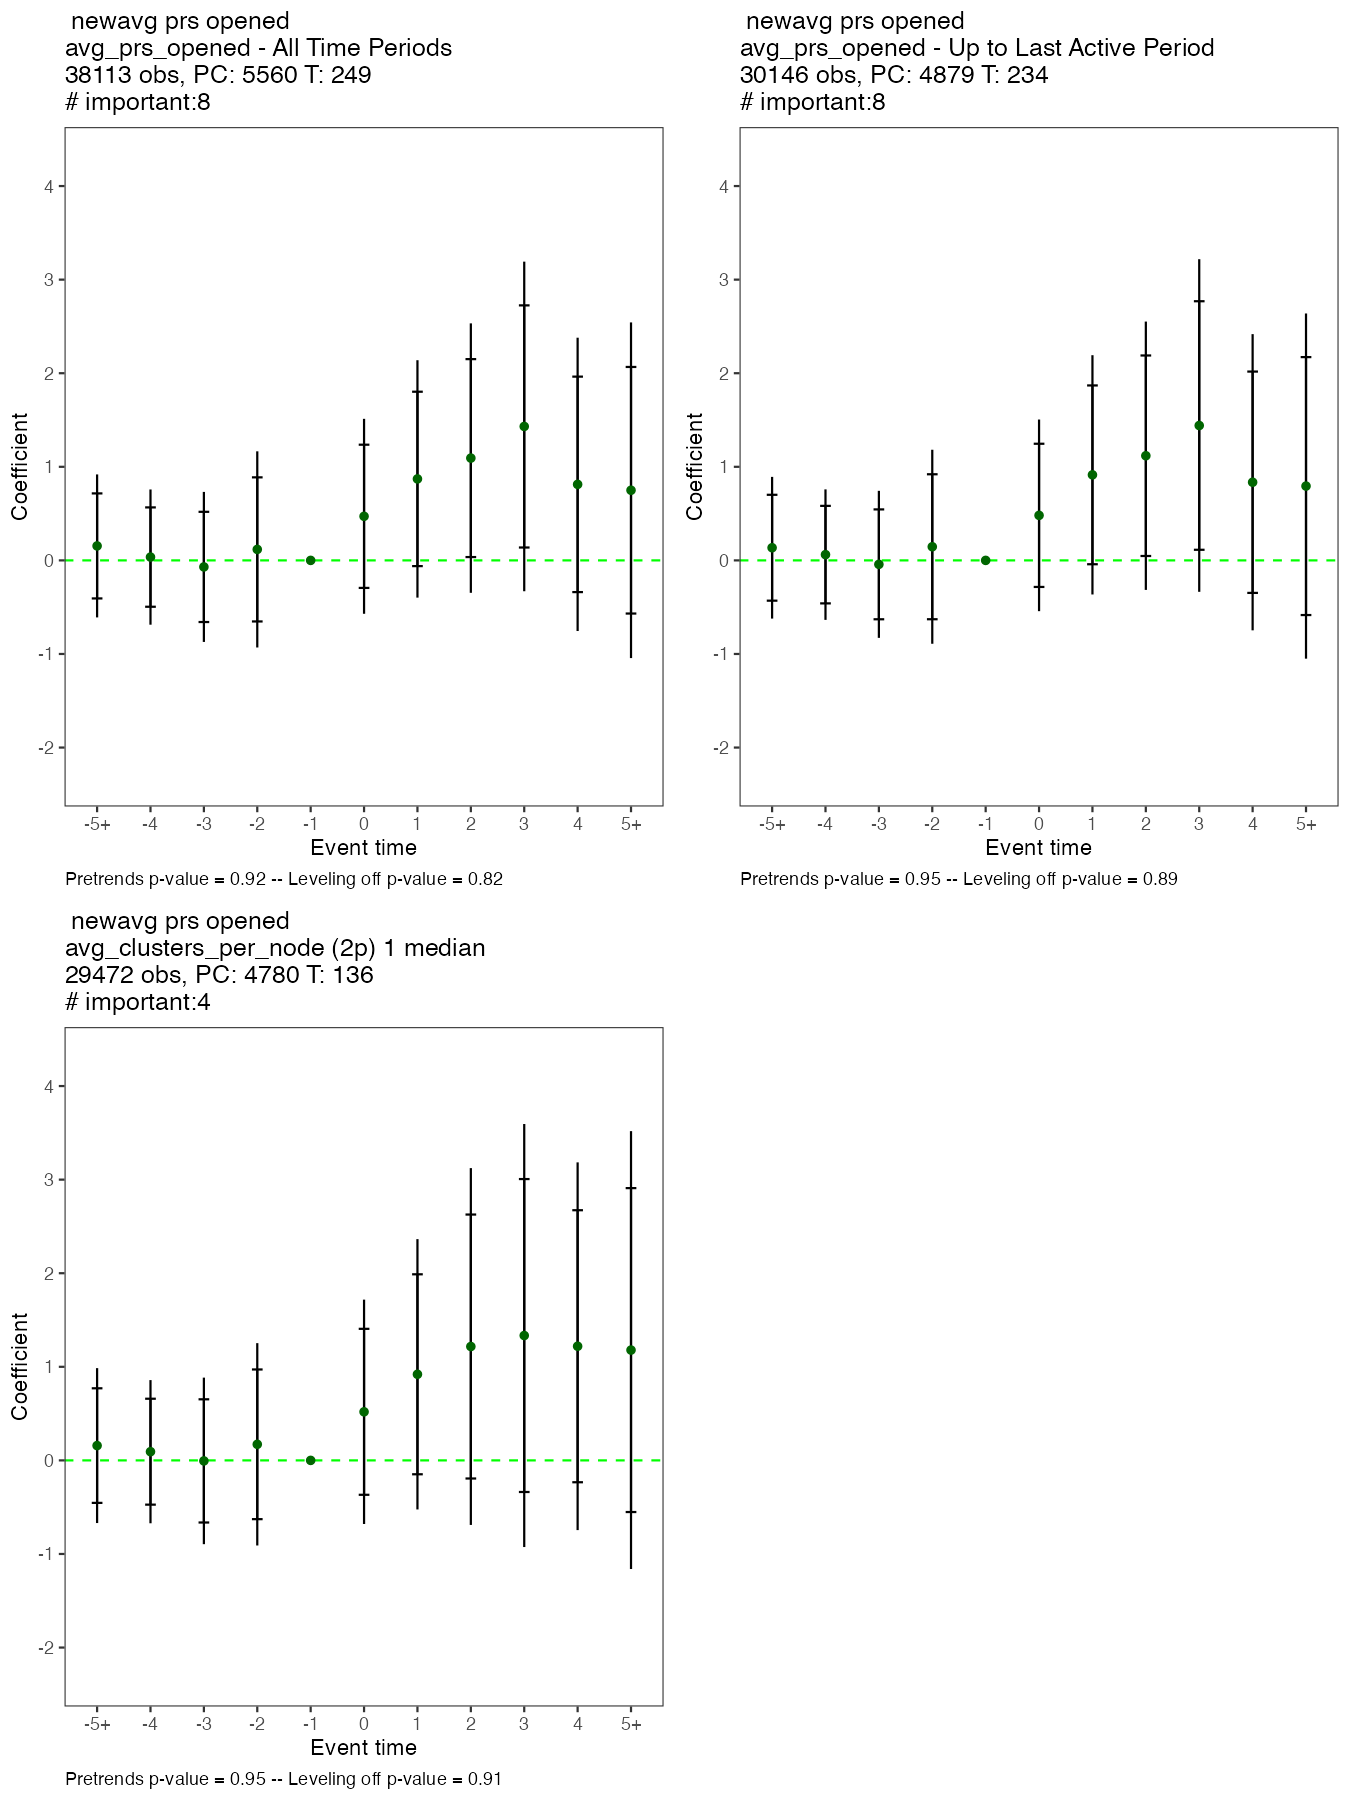 newavg prs opened
avg_prs_opened - All Time Periods
38113 obs, PC: 5560 T: 249
# important:8
Coefficient
4
3
2
1
0
-1
-2
-5+ -4 -3 -2 -1 0 1 2 3 4 5+
Event time
Pretrends p-value = 0.92 -- Leveling off p-value = 0.82
newavg prs opened
avg_prs_opened - Up to Last Active Period
30146 obs, PC: 4879 T: 234
# important:8
Coefficient
4
3
2
1
0
-1
-2
-5+ -4 -3 -2 -1 0 1 2 3 4 5+
Event time
Pretrends p-value = 0.95 -- Leveling off p-value = 0.89
newavg prs opened
avg_clusters_per_node (2p) 1 median
29472 obs, PC: 4780 T: 136
# important:4
Coefficient
4
3
2
1
0
-1
-2
-5+ -4 -3 -2 -1 0 1 2 3 4 5+
Event time
Pretrends p-value = 0.95 -- Leveling off p-value = 0.91